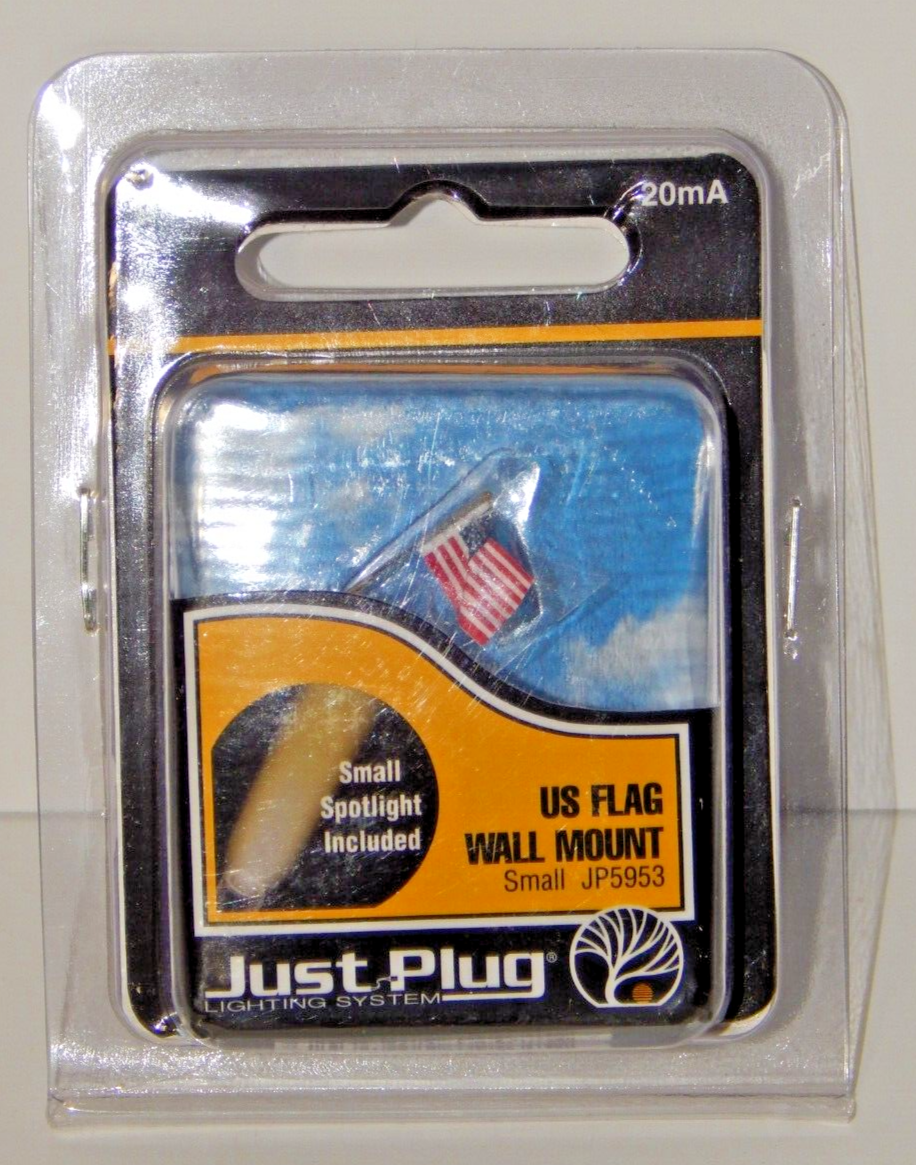 20mA
Small
Spotlight
Included
US FLAG
WALL MOUNT
Small JP5953
Just Plug®
LIGHTING SYSTEM